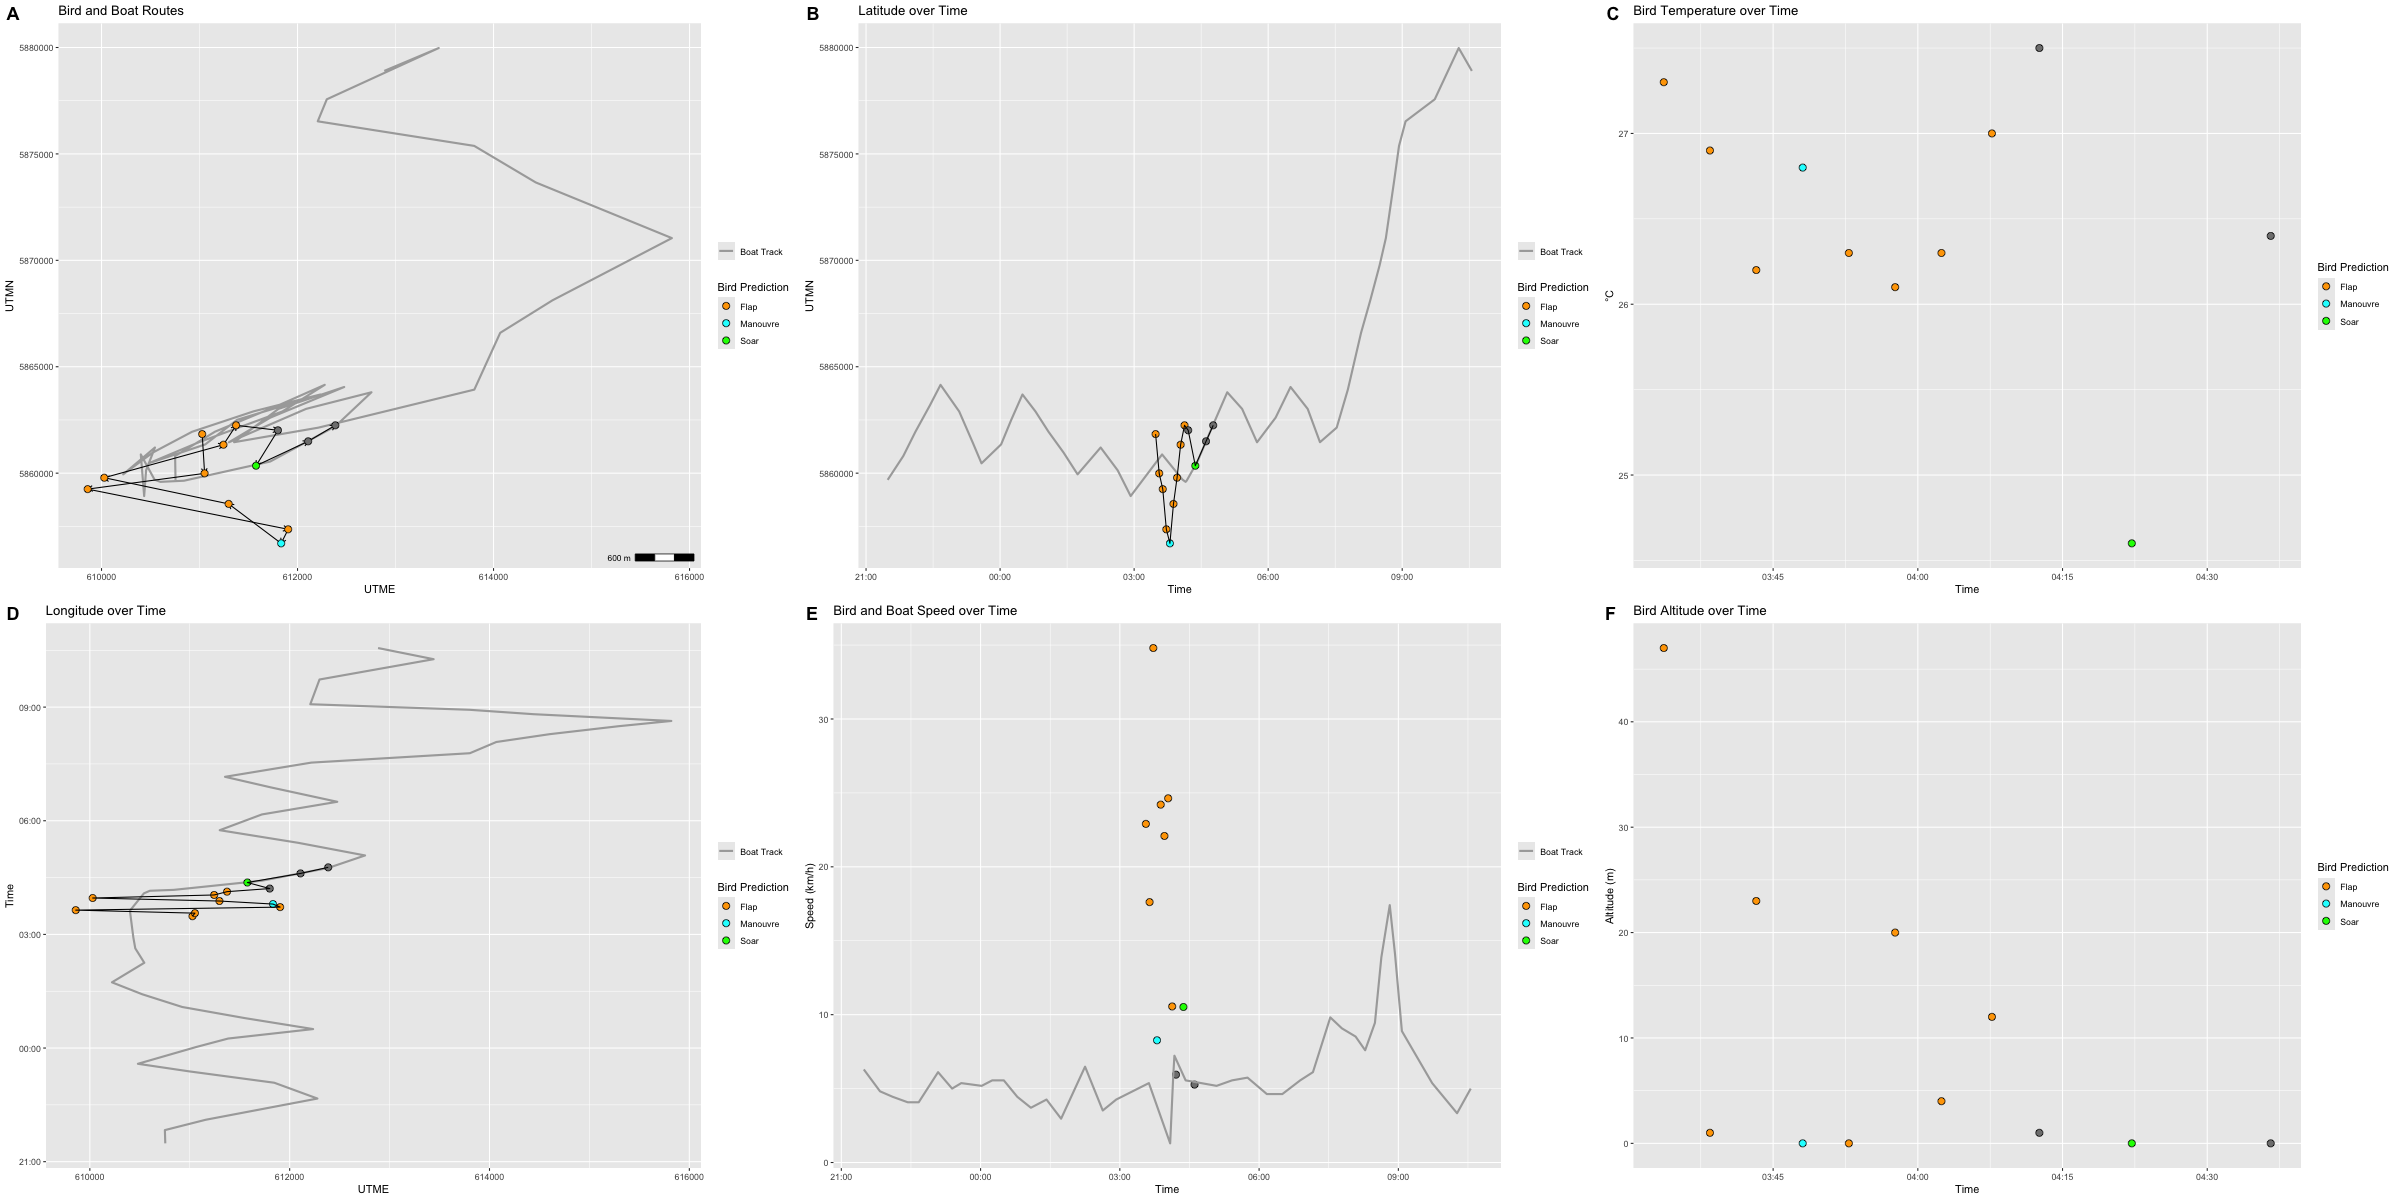 A Bird and Boat Routes
5880000
5875000
5870000
5865000
5860000
UTMN
600 m
610000 612000 614000 616000
UTME
Boat Track
Bird Prediction
Flap
Manouvre
Soar
B Latitude over Time
5880000
5875000
5870000
5865000
5860000
UTMN
21:00 00:00 03:00 06:00 09:00
Time
Boat Track
Bird Prediction
Flap
Manouvre
Soar
C Bird Temperature over Time
27
26
25
°C
03:45 04:00 04:15 04:30
Time
Bird Prediction
Flap
Manouvre
Soar
D Longitude over Time
09:00
06:00
03:00
00:00
21:00
Time
610000 612000 614000 616000
UTME
Boat Track
Bird Prediction
Flap
Manouvre
Soar
E Bird and Boat Speed over Time
30
20
10
0
Speed (km/h)
21:00 00:00 03:00 06:00 09:00
Time
Boat Track
Bird Prediction
Flap
Manouvre
Soar
F Bird Altitude over Time
40
30
20
10
0
Altitude (m)
03:45 04:00 04:15 04:30
Time
Bird Prediction
Flap
Manouvre
Soar